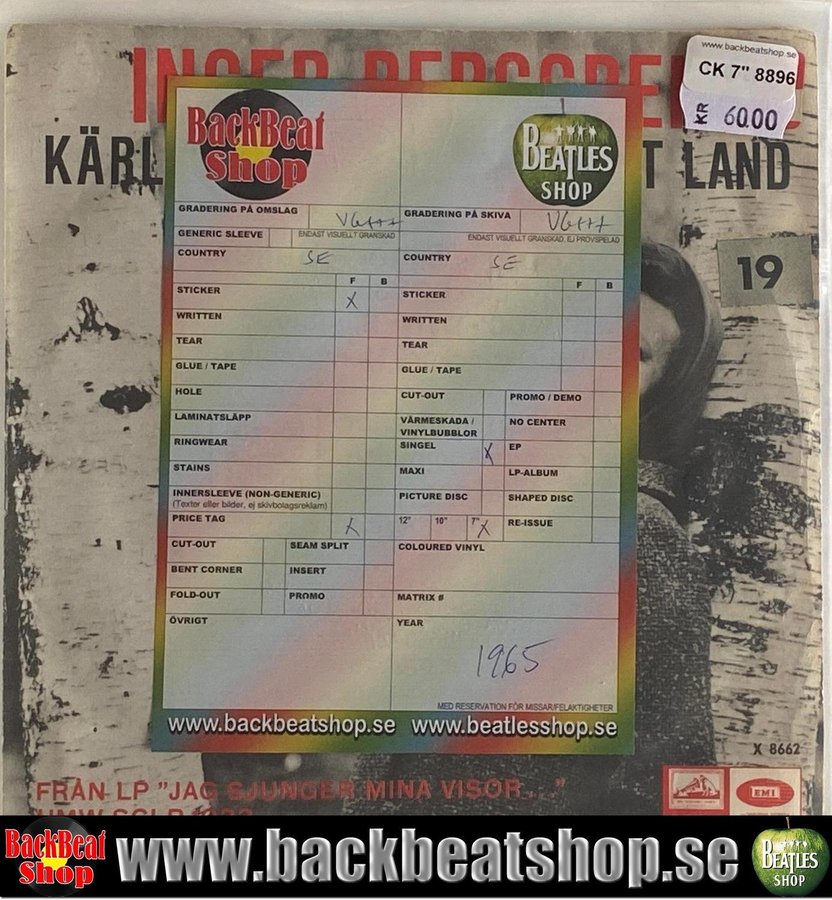 www.backbeatshop.se
CK 7" 8896
KR 60.00
INGER BERGGREN
KÄRL
T LAND
19
BackBeat
Shop
BEATLES
SHOP
GRADERING PÅ OMSLAG VG+++
GRADERING PÅ SKIVA VG+++
GENERIC SLEEVE
ENDAST VISUELLT GRANSKAD
ENDAST VISUELLT GRANSKAD, EJ PROVSPELAD
COUNTRY SE
COUNTRY SE
F B
F B
STICKER X
STICKER
WRITTEN
WRITTEN
TEAR
TEAR
GLUE / TAPE
GLUE / TAPE
HOLE
CUT-OUT
PROMO / DEMO
LAMINATSLÄPP
VÄRMESKADA /
VINYLBUBBLOR
NO CENTER
RINGWEAR
SINGEL X
EP
STAINS
MAXI
LP-ALBUM
INNERSLEEVE (NON-GENERIC)
(Texter eller bilder, ej skivbolagsreklam)
PICTURE DISC
SHAPED DISC
PRICE TAG X
12" 10" 7" X
RE-ISSUE
CUT-OUT
SEAM SPLIT
COLOURED VINYL
BENT CORNER
INSERT
FOLD-OUT
PROMO
MATRIX #
ÖVRIGT
YEAR
1965
MED RESERVATION FÖR MISSAR/FELAKTIGHETER
www.backbeatshop.se www.beatlesshop.se
X 8662
FRÅN LP "JAG SJUNGER MINA VISOR..."
EMI
BackBeat
Shop
www.backbeatshop.se
BEATLES
SHOP